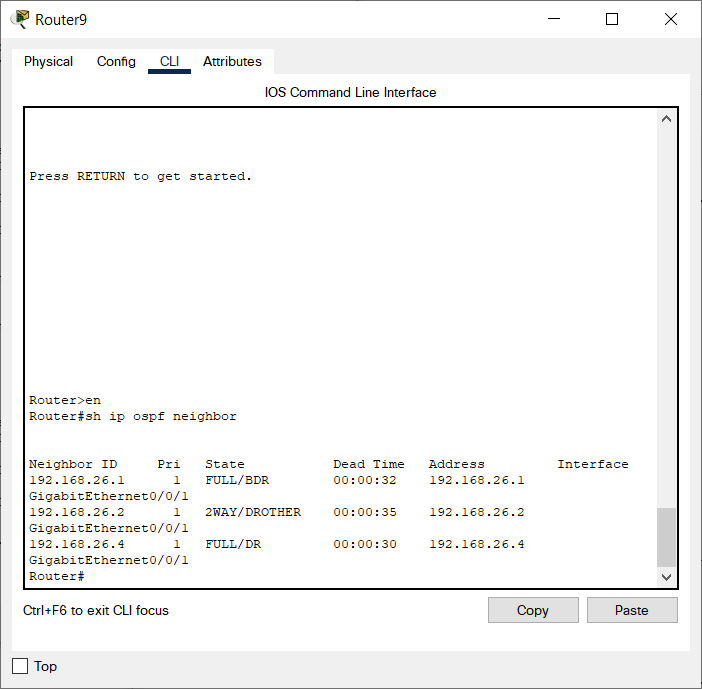 Router9
Physical Config CLI Attributes
IOS Command Line Interface
Press RETURN to get started.
Router>en
Router#sh ip ospf neighbor
Neighbor ID     Pri   State           Dead Time   Address         Interface
192.168.26.1      1   FULL/BDR        00:00:32    192.168.26.1
GigabitEthernet0/0/1
192.168.26.2      1   2WAY/DROTHER    00:00:35    192.168.26.2
GigabitEthernet0/0/1
192.168.26.4      1   FULL/DR         00:00:30    192.168.26.4
GigabitEthernet0/0/1
Router#
Ctrl+F6 to exit CLI focus Copy Paste
Top